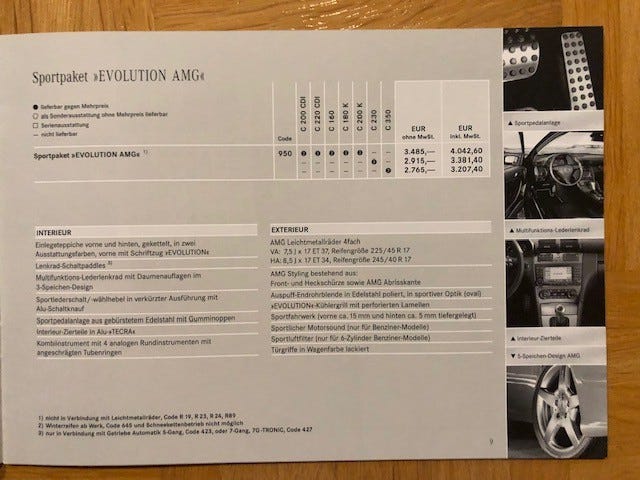 Sportpaket »EVOLUTION AMG«
● lieferbar gegen Mehrpreis
○ als Sonderausstattung ohne Mehrpreis lieferbar
□ Serienausstattung
– nicht lieferbar
Code C 200 CDI C 220 CDI C 160 C 180 K C 200 K C 230 C 350 EUR EUR
ohne MwSt. inkl. MwSt.
Sportpaket »EVOLUTION AMG« 1) 950 ● ● ● ● ● – – 3.485,— 4.042,60
– – – – – ● – 2.915,— 3.381,40
– – – – – – ● 2.765,— 3.207,40
INTERIEUR
Einlegeteppiche vorne und hinten, gekettelt, in zwei
Ausstattungsfarben, vorne mit Schriftzug »EVOLUTION«
Lenkrad-Schaltpaddles 3)
Multifunktions-Lederlenkrad mit Daumenauflagen im
3-Speichen-Design
Sportlederschalt-/-wählhebel in verkürzter Ausführung mit
Alu-Schaltknauf
Sportpedalanlage aus gebürstetem Edelstahl mit Gumminoppen
Interieur-Zierteile in Alu-»TECRA«
Kombiinstrument mit 4 analogen Rundinstrumenten mit
angeschrägten Tubenringen
EXTERIEUR
AMG Leichtmetallräder 4fach
VA: 7,5 J x 17 ET 37, Reifengröße 225/45 R 17
HA: 8,5 J x 17 ET 34, Reifengröße 245/40 R 17
AMG Styling bestehend aus:
Front- und Heckschürze sowie AMG Abrisskante
Auspuff-Endrohrblende in Edelstahl poliert, in sportiver Optik (oval)
»EVOLUTION«-Kühlergrill mit perforierten Lamellen
Sportfahrwerk (vorne ca. 15 mm und hinten ca. 5 mm tiefergelegt)
Sportlicher Motorsound (nur für Benziner-Modelle)
Sportluftfilter (nur für 6-Zylinder Benziner-Modelle)
Türgriffe in Wagenfarbe lackiert
▲ Sportpedalanlage
▲ Multifunktions-Lederlenkrad
▲ Interieur-Zierteile
▼ 5-Speichen-Design AMG
1) nicht in Verbindung mit Leichtmetallräder, Code R 19, R 23, R 24, R89
2) Winterreifen ab Werk, Code 645 und Schneekettenbetrieb nicht möglich
3) nur in Verbindung mit Getriebe Automatik 5-Gang, Code 423, oder 7-Gang, 7G-TRONIC, Code 427
9